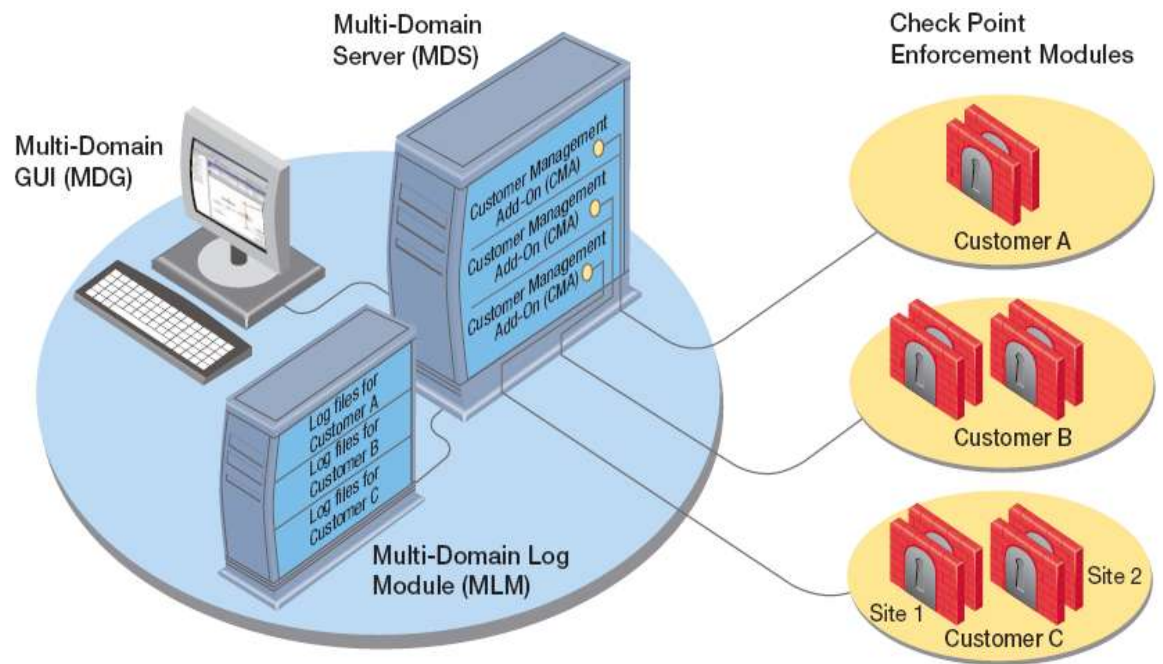 Multi-Domain
Server (MDS)
Check Point
Enforcement Modules
Multi-Domain
GUI (MDG)
Customer Management
Add-On (CMA)
Customer Management
Add-On (CMA)
Customer Management
Add-On (CMA)
Log files for
Customer A
Log files for
Customer B
Log files for
Customer C
Multi-Domain Log
Module (MLM)
Customer A
Customer B
Site 1
Site 2
Customer C